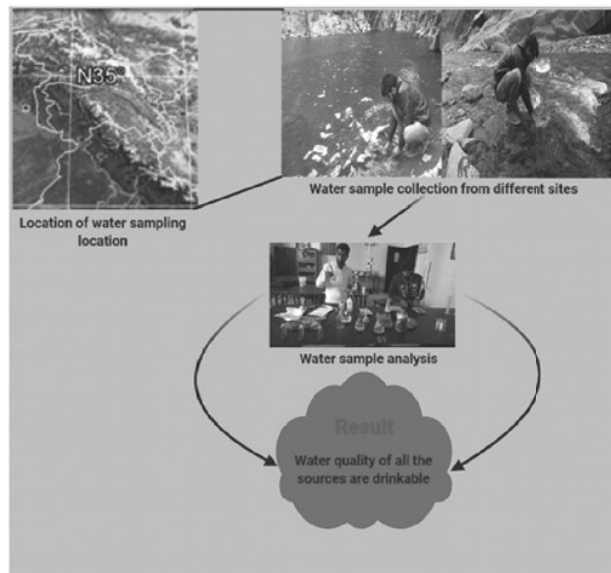 N35°
Water sample collection from different sites
Location of water sampling
location
Water sample analysis
Result
Water quality of all the
sources are drinkable